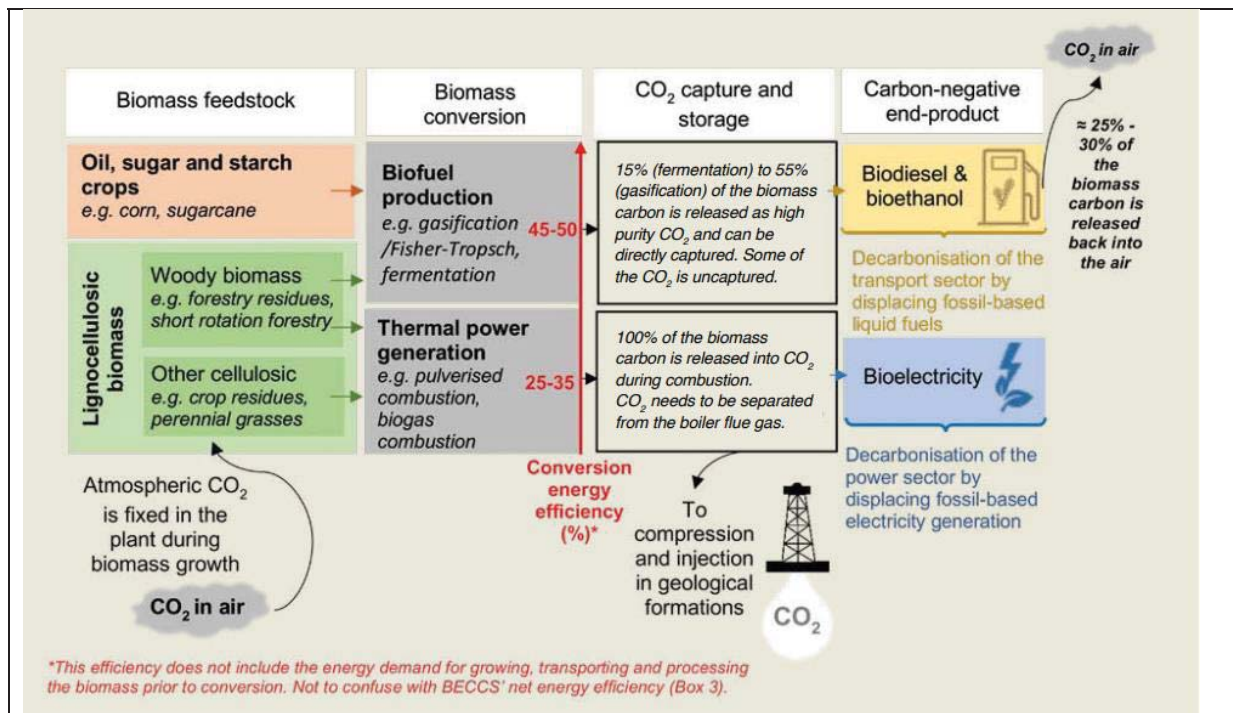 Biomass feedstock
Biomass
conversion
CO2 capture and
storage
Carbon-negative
end-product
CO2 in air
Oil, sugar and starch
crops
e.g. corn, sugarcane
Lignocellulosic
biomass
Woody biomass
e.g. forestry residues,
short rotation forestry
Other cellulosic
e.g. crop residues,
perennial grasses
Biofuel
production
e.g. gasification
/Fisher-Tropsch,
fermentation
45-50
Thermal power
generation
e.g. pulverised
combustion,
biogas
combustion
25-35
Conversion
energy
efficiency
(%)*
15% (fermentation) to 55%
(gasification) of the biomass
carbon is released as high
purity CO2 and can be
directly captured. Some of
the CO2 is uncaptured.
100% of the biomass
carbon is released into CO2
during combustion.
CO2 needs to be separated
from the boiler flue gas.
Biodiesel &
bioethanol
Decarbonisation of the
transport sector by
displacing fossil-based
liquid fuels
Bioelectricity
Decarbonisation of the
power sector by
displacing fossil-based
electricity generation
≈ 25% -
30% of
the
biomass
carbon is
released
back into
the air
Atmospheric CO2
is fixed in the
plant during
biomass growth
CO2 in air
To
compression
and injection
in geological
formations
CO2
*This efficiency does not include the energy demand for growing, transporting and processing
the biomass prior to conversion. Not to confuse with BECCS' net energy efficiency (Box 3).